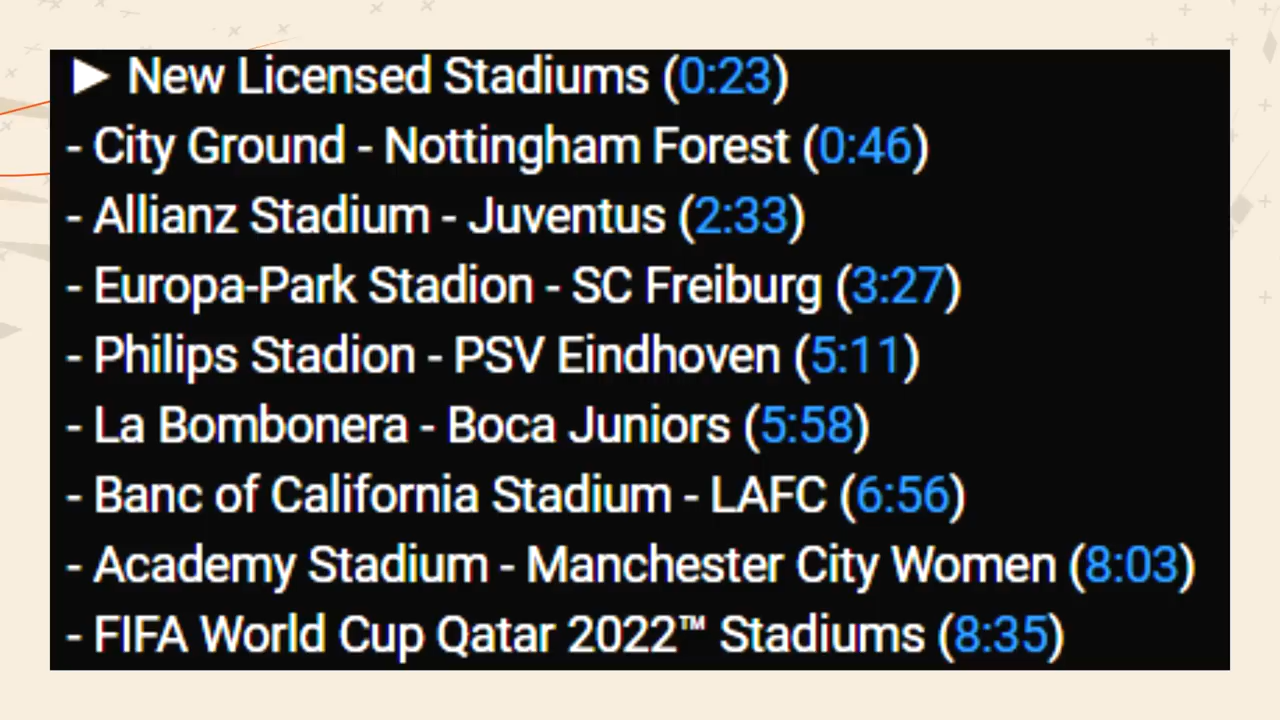 ► New Licensed Stadiums (0:23)
- City Ground - Nottingham Forest (0:46)
- Allianz Stadium - Juventus (2:33)
- Europa-Park Stadion - SC Freiburg (3:27)
- Philips Stadion - PSV Eindhoven (5:11)
- La Bombonera - Boca Juniors (5:58)
- Banc of California Stadium - LAFC (6:56)
- Academy Stadium - Manchester City Women (8:03)
- FIFA World Cup Qatar 2022™ Stadiums (8:35)